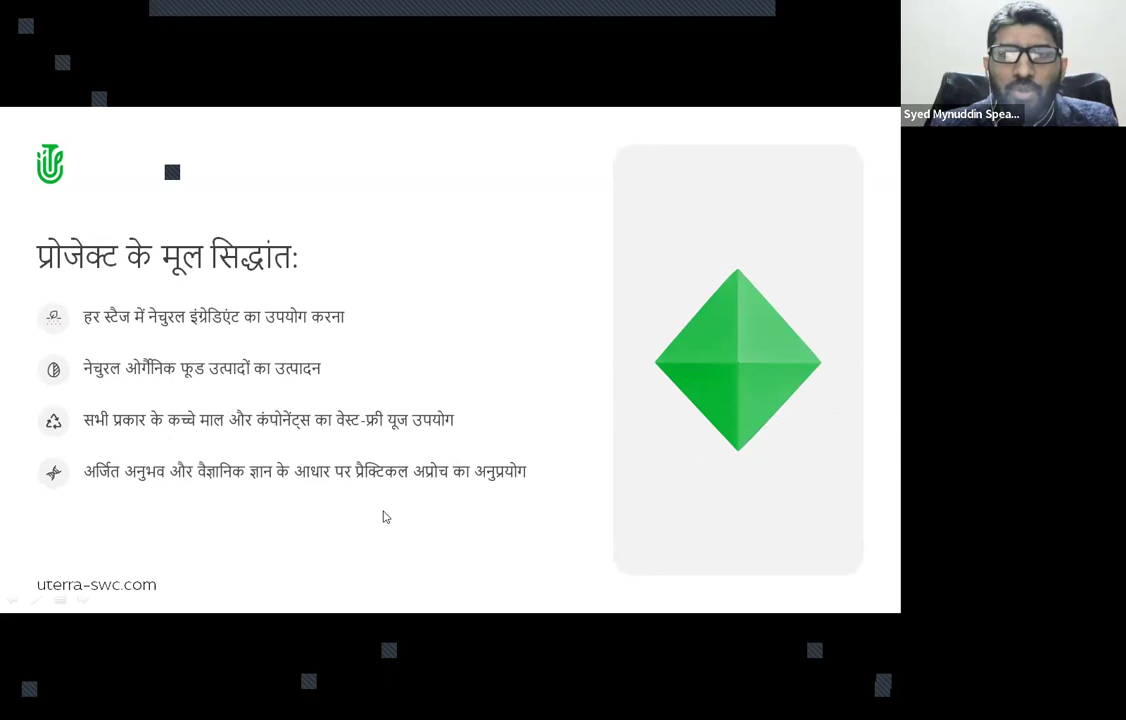 Syed Mynuddin Spea...
प्रोजेक्ट के मूल सिद्धांत:
हर स्टैज में नेचुरल इंग्रेडिएंट का उपयोग करना
नेचुरल ओर्गैनिक फूड उत्पादों का उत्पादन
सभी प्रकार के कच्चे माल और कंपोनेंट्स का वेस्ट-फ्री यूज उपयोग
अर्जित अनुभव और वैज्ञानिक ज्ञान के आधार पर प्रैक्टिकल अप्रोच का अनुप्रयोग
uterra-swc.com